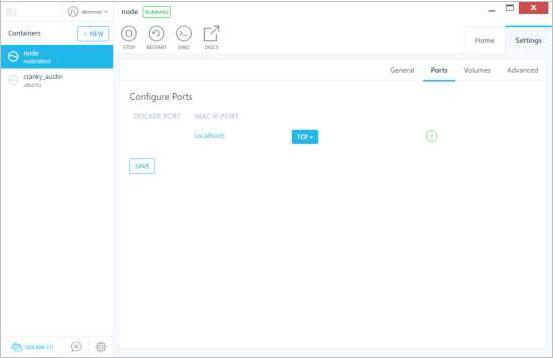 node RUNNING
Containers
+ NEW
STOP RESTART EXEC DOCS
Home Settings
node
cranky_austin
ubuntu
General Ports Volumes Advanced
Configure Ports
DOCKER PORT MAC IP:PORT
localhost:
TCP
SAVE
DOCKER CLI